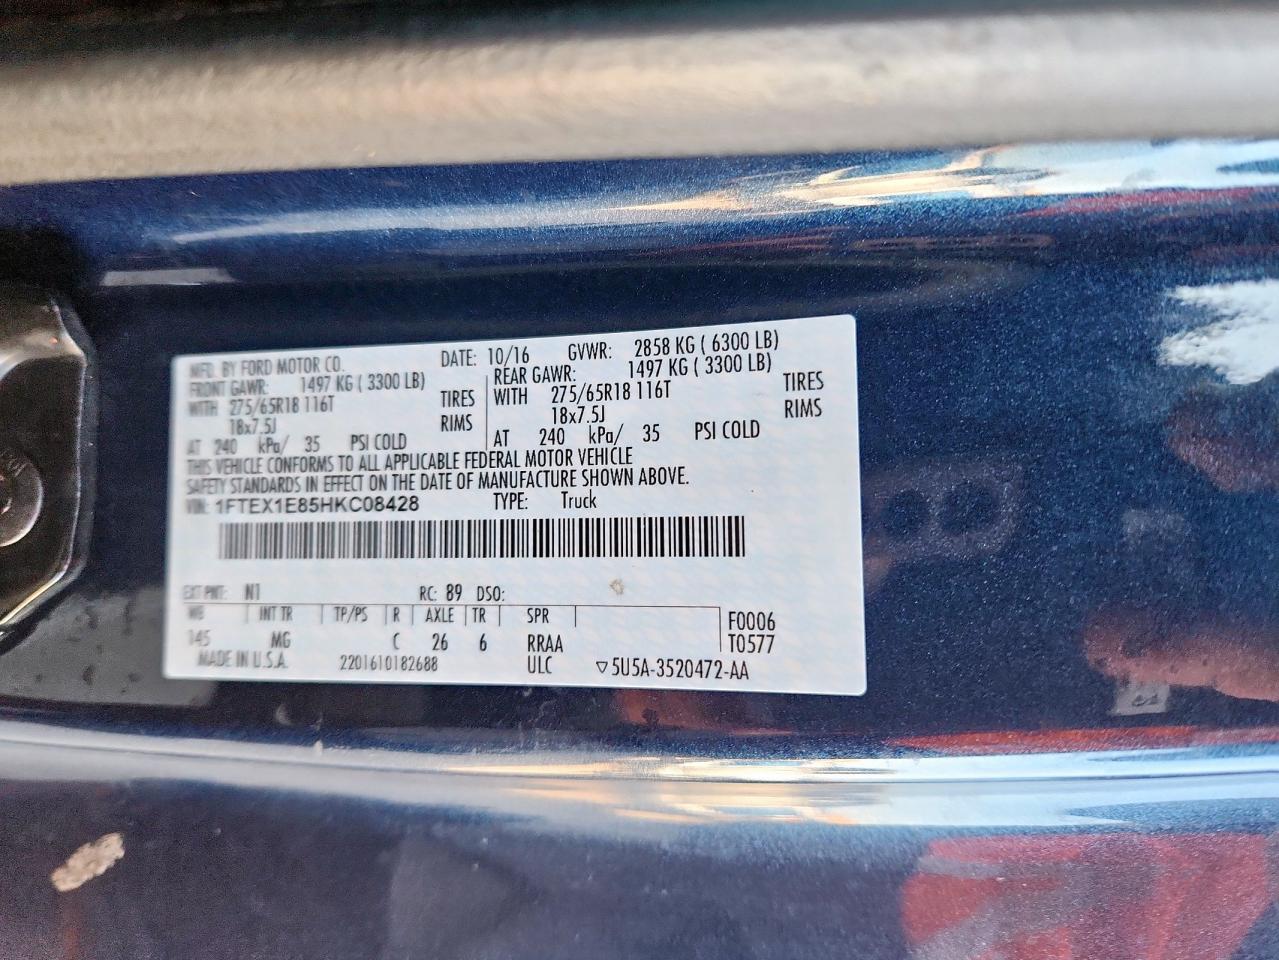 MFD. BY FORD MOTOR CO. DATE: 10/16 GVWR: 2858 KG ( 6300 LB)
FRONT GAWR: 1497 KG ( 3300 LB) REAR GAWR: 1497 KG ( 3300 LB)
WITH 275/65R18 116T TIRES WITH 275/65R18 116T TIRES
18x7.5J RIMS 18x7.5J RIMS
AT 240 kPa/ 35 PSI COLD AT 240 kPa/ 35 PSI COLD
THIS VEHICLE CONFORMS TO ALL APPLICABLE FEDERAL MOTOR VEHICLE
SAFETY STANDARDS IN EFFECT ON THE DATE OF MANUFACTURE SHOWN ABOVE.
VIN: 1FTEX1E85HKC08428 TYPE: Truck
EXT PNT: N1 RC: 89 DSO:
WB INT TR TP/PS R AXLE TR SPR F0006
145 MG C 26 6 RRAA T0577
MADE IN U.S.A. 2201610182688 ULC ▽5U5A-3520472-AA